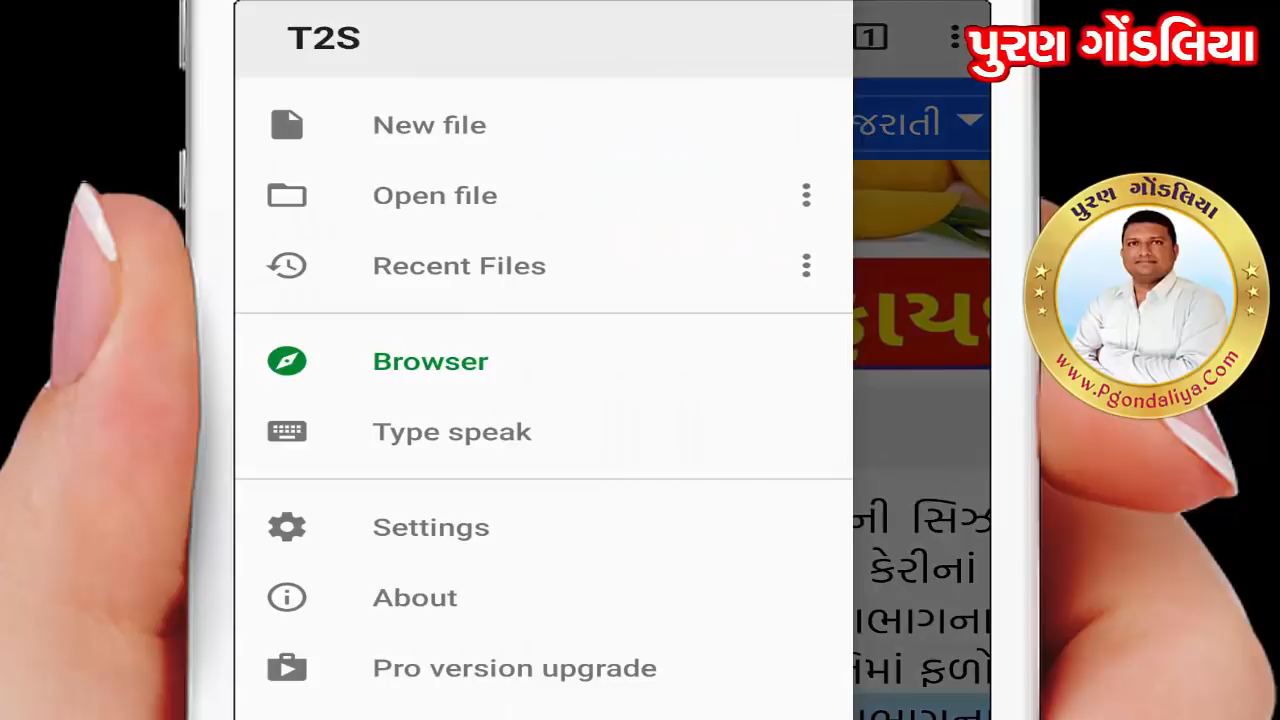 T2S
1
પુરણ ગોંડલિયા
New file
જરાતી
Open file
Recent Files
Browser
Type speak
Settings
About
Pro version upgrade
ની સિઝ
કેરીનાં
ભાગના
માં ફળો
પુરણ ગોંડલિયા
www.Pgondaliya.Com